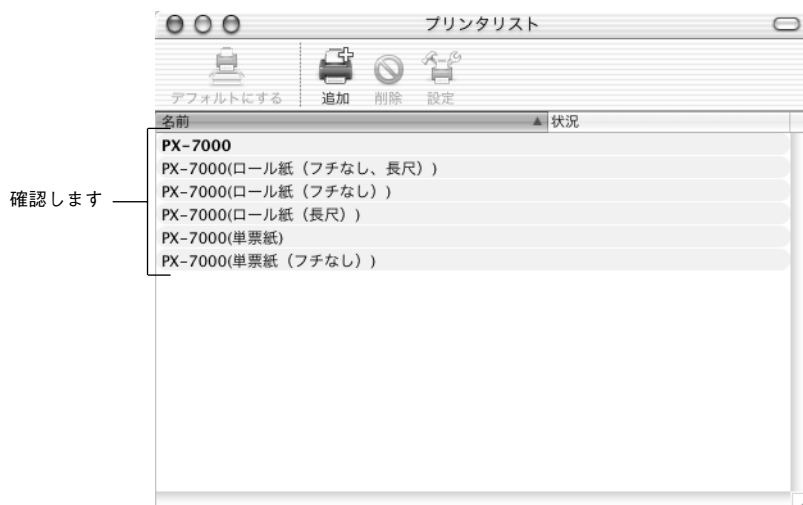 プリンタリスト
デフォルトにする 追加 削除 設定
名前 状況
PX-7000
PX-7000(ロール紙（フチなし、長尺）)
PX-7000(ロール紙（フチなし）)
PX-7000(ロール紙（長尺）)
PX-7000(単票紙)
PX-7000(単票紙（フチなし）)
確認します